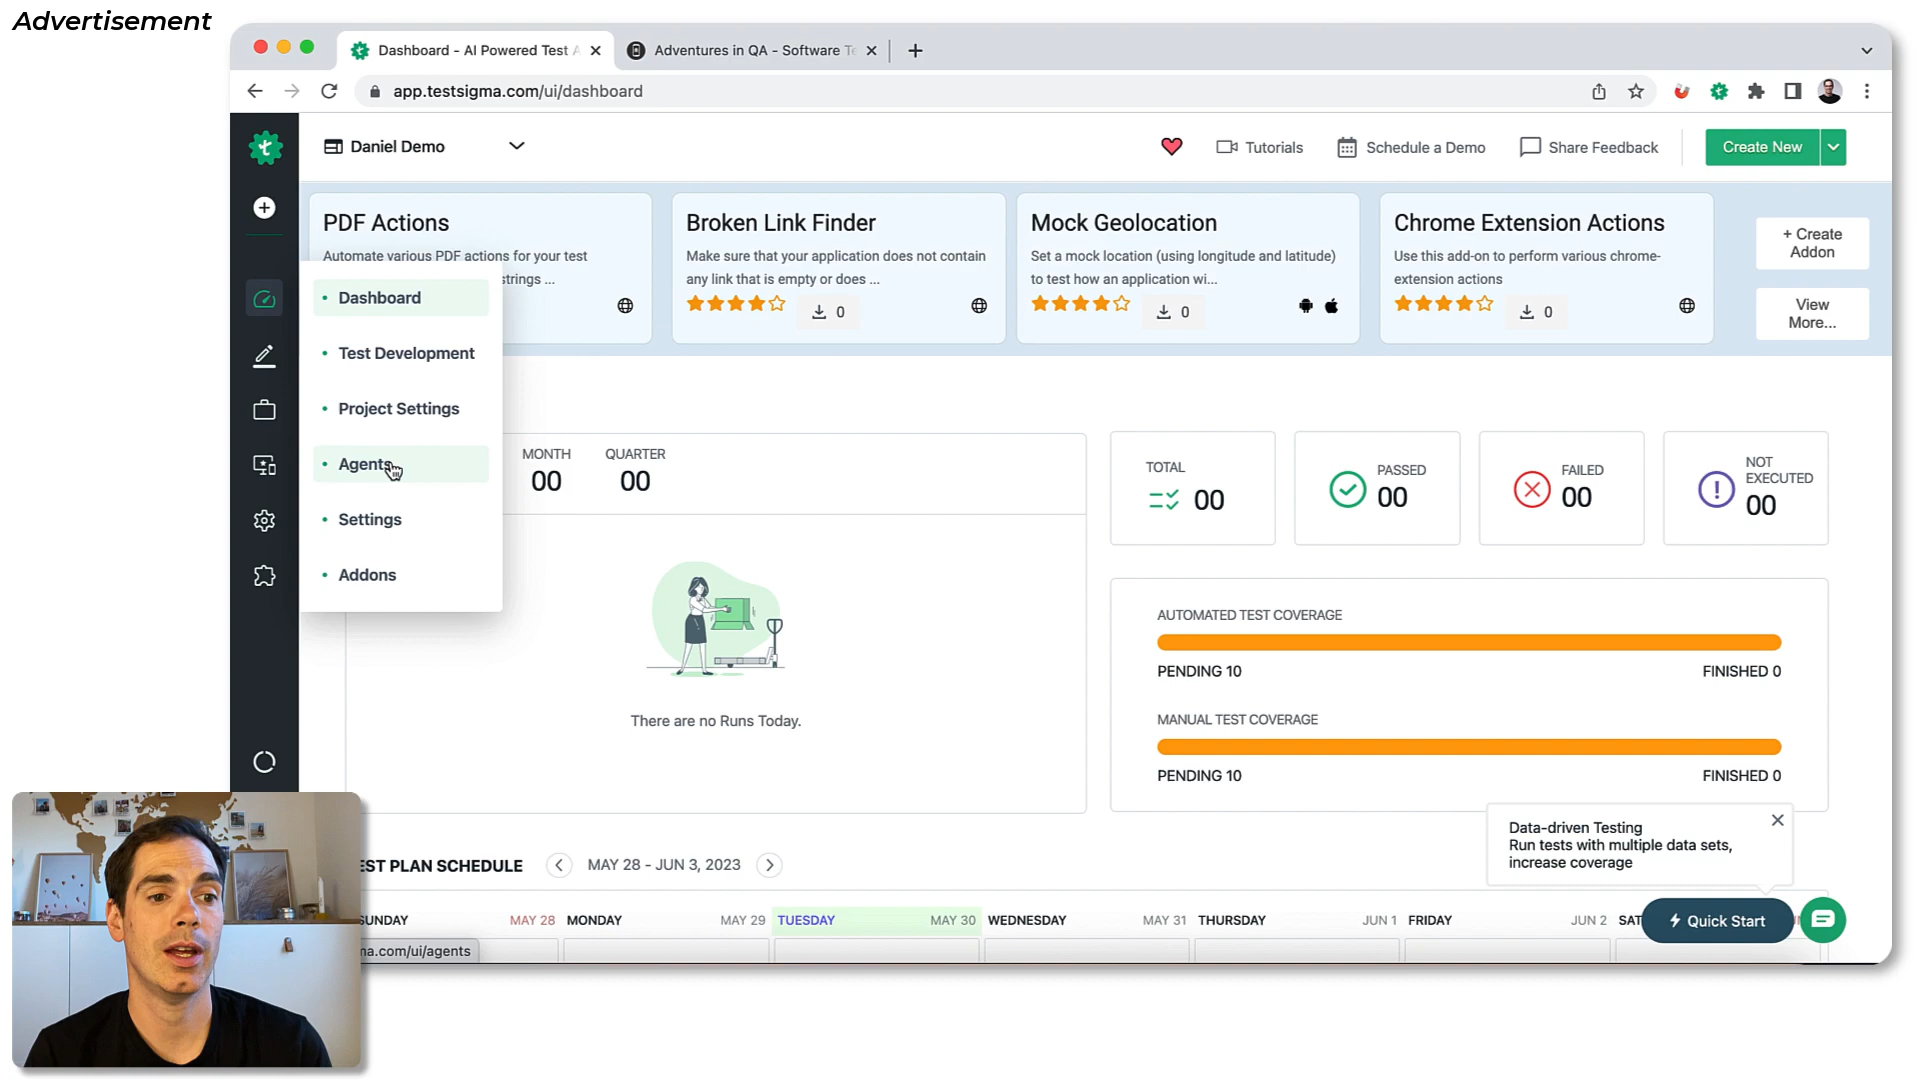 Advertisement
Dashboard - AI Powered Test A
Adventures in QA - Software Te
app.testsigma.com/ui/dashboard
Daniel Demo
Tutorials
Schedule a Demo
Share Feedback
Create New
PDF Actions
Automate various PDF actions for your test
strings ...
Broken Link Finder
Make sure that your application does not contain
any link that is empty or does ...
0
Mock Geolocation
Set a mock location (using longitude and latitude)
to test how an application wi...
0
Chrome Extension Actions
Use this add-on to perform various chrome-
extension actions
0
+ Create
Addon
View
More...
Dashboard
Test Development
Project Settings
Agents
Settings
Addons
MONTH
00
QUARTER
00
There are no Runs Today.
TOTAL
00
PASSED
00
FAILED
00
NOT
EXECUTED
00
AUTOMATED TEST COVERAGE
PENDING 10
FINISHED 0
MANUAL TEST COVERAGE
PENDING 10
FINISHED 0
Data-driven Testing
Run tests with multiple data sets,
increase coverage
EST PLAN SCHEDULE
MAY 28 - JUN 3, 2023
SUNDAY MAY 28
MONDAY MAY 29
TUESDAY MAY 30
WEDNESDAY MAY 31
THURSDAY JUN 1
FRIDAY JUN 2
SAT
Quick Start
ma.com/ui/agents